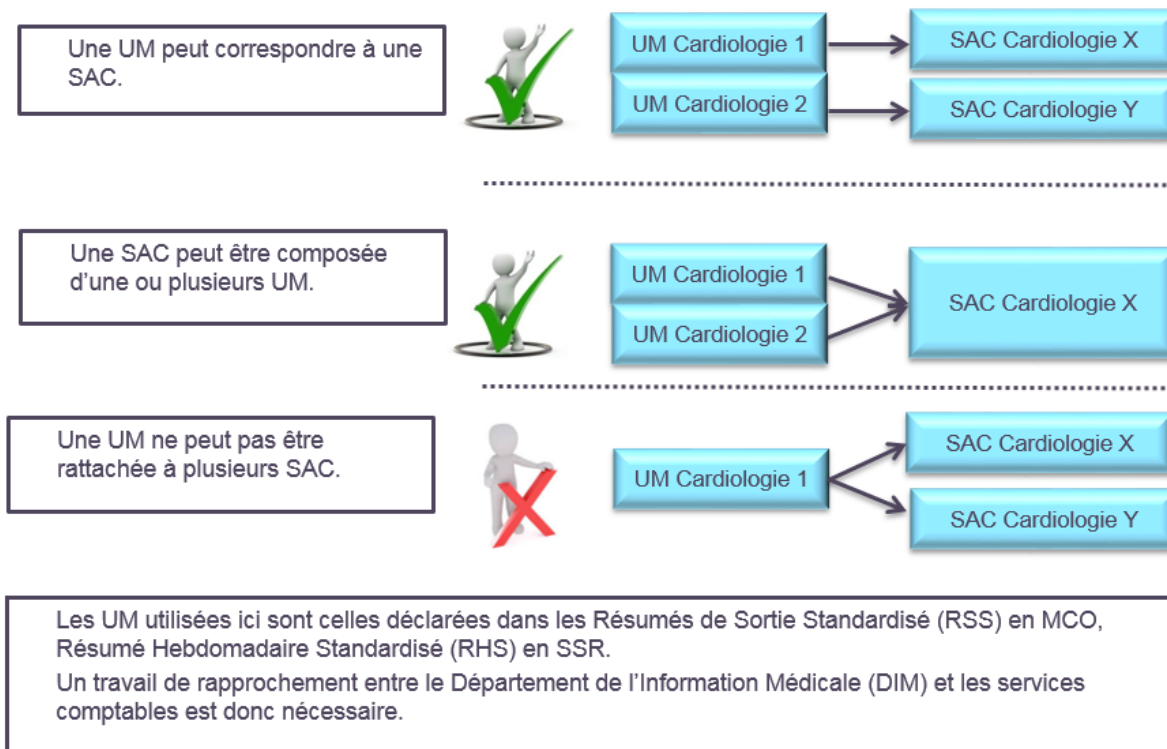 Une UM peut correspondre à une
SAC.
UM Cardiologie 1
SAC Cardiologie X
UM Cardiologie 2
SAC Cardiologie Y
Une SAC peut être composée
d'une ou plusieurs UM.
UM Cardiologie 1
UM Cardiologie 2
SAC Cardiologie X
Une UM ne peut pas être
rattachée à plusieurs SAC.
UM Cardiologie 1
SAC Cardiologie X
SAC Cardiologie Y
Les UM utilisées ici sont celles déclarées dans les Résumés de Sortie Standardisé (RSS) en MCO,
Résumé Hebdomadaire Standardisé (RHS) en SSR.
Un travail de rapprochement entre le Département de l'Information Médicale (DIM) et les services
comptables est donc nécessaire.